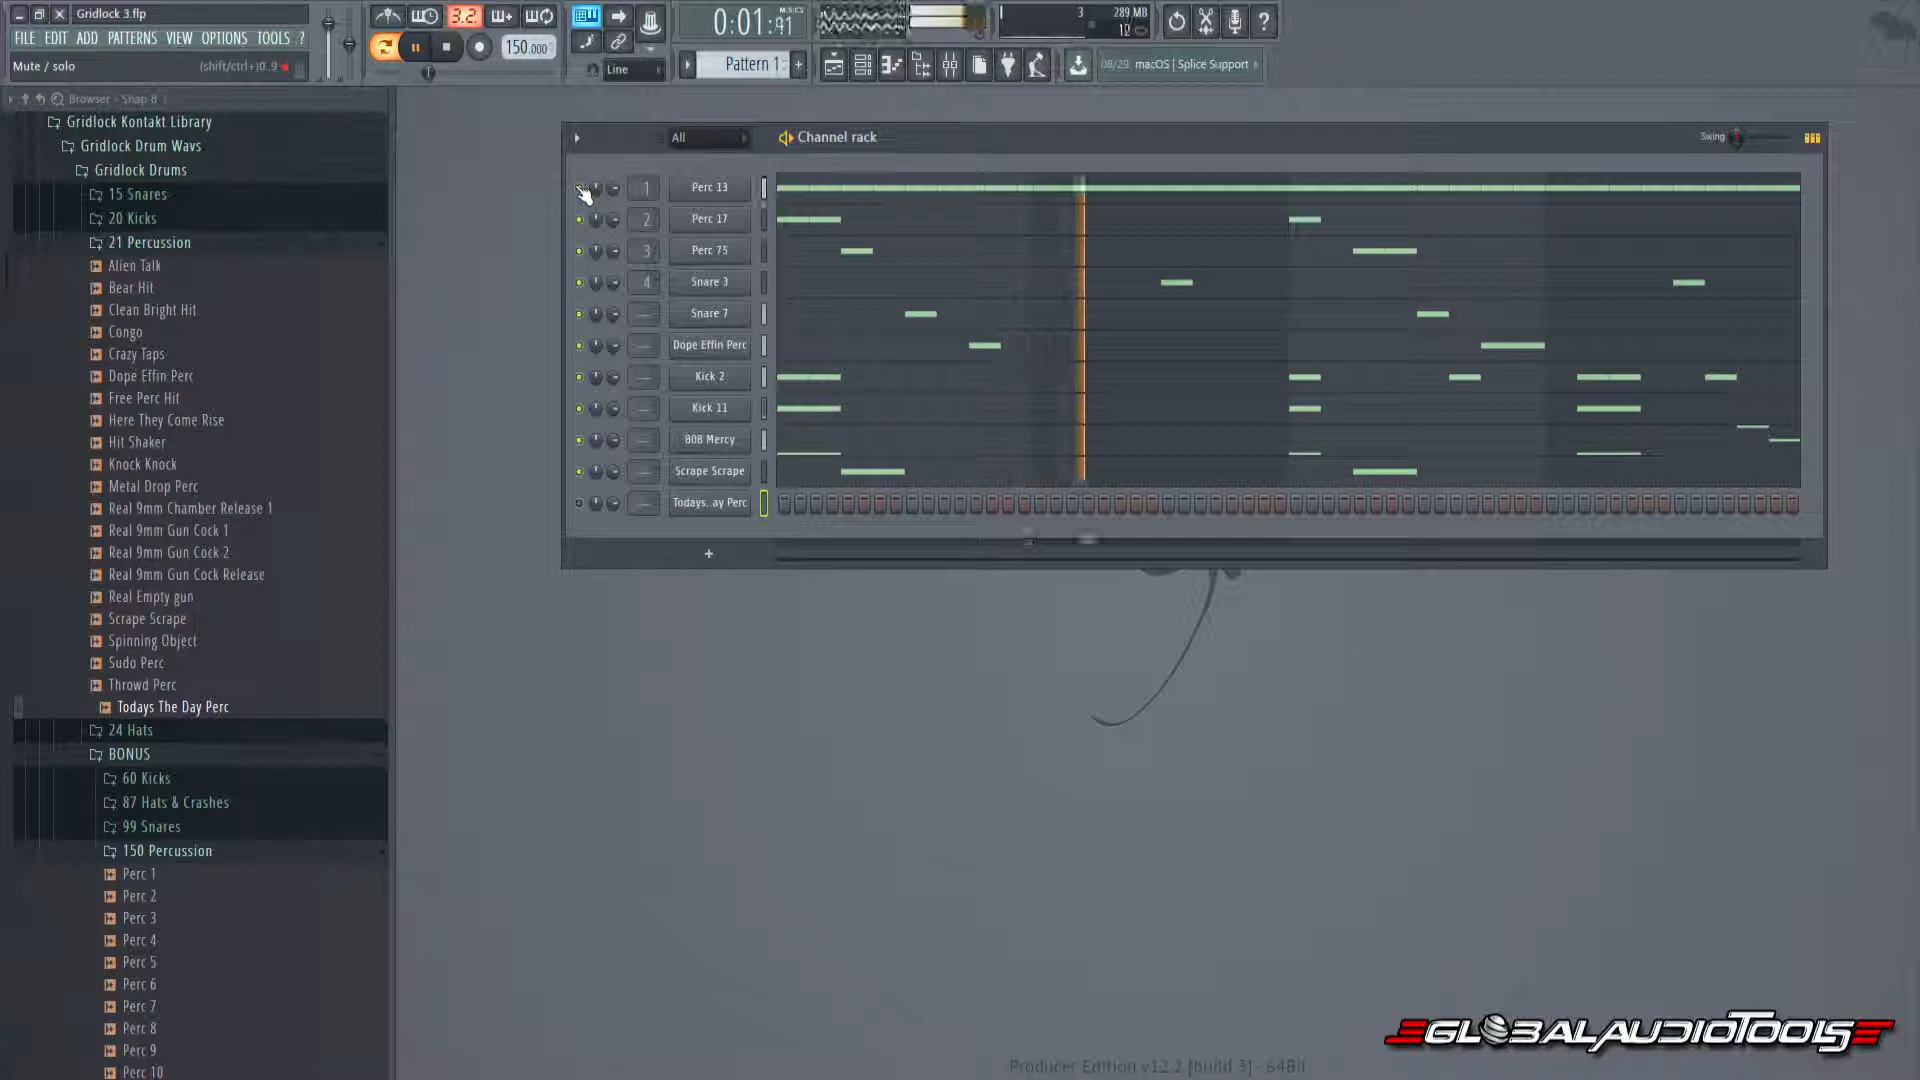 Gridlock 3.flp
FILE EDIT ADD PATTERNS VIEW OPTIONS TOOLS ?
Mute / solo (shift/ctrl+)0..9
3.2
150.000
Line
0:01:41
M:S:CS
Pattern 1
3
289 MB
12
08/29 macOS | Splice Support
Browser - Snap 8
Gridlock Kontakt Library
Gridlock Drum Wavs
Gridlock Drums
15 Snares
20 Kicks
21 Percussion
Alien Talk
Bear Hit
Clean Bright Hit
Congo
Crazy Taps
Dope Effin Perc
Free Perc Hit
Here They Come Rise
Hit Shaker
Knock Knock
Metal Drop Perc
Real 9mm Chamber Release 1
Real 9mm Gun Cock 1
Real 9mm Gun Cock 2
Real 9mm Gun Cock Release
Real Empty gun
Scrape Scrape
Spinning Object
Sudo Perc
Throwd Perc
Todays The Day Perc
24 Hats
BONUS
60 Kicks
87 Hats & Crashes
99 Snares
150 Percussion
Perc 1
Perc 2
Perc 3
Perc 4
Perc 5
Perc 6
Perc 7
Perc 8
Perc 9
Perc 10
All
Channel rack
Swing
1 Perc 13
2 Perc 17
3 Perc 75
4 Snare 3
Snare 7
Dope Effin Perc
Kick 2
Kick 11
808 Mercy
Scrape Scrape
Todays..ay Perc
+
GLOBALAUDIOTOOLS
Producer Edition v12.2 [build 3] - 64Bit